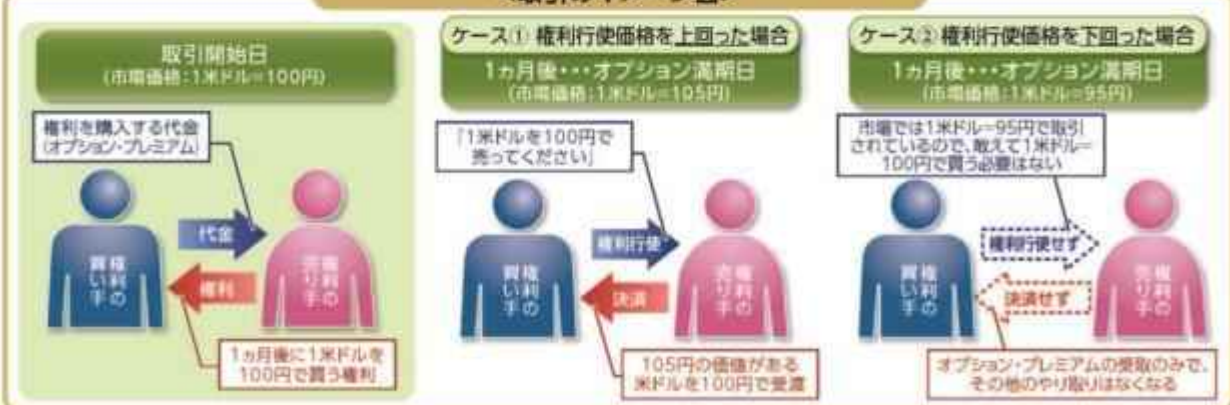 取引開始日
(市場価格:1米ドル=100円)
権利を購入する代金
(オプション・プレミアム)
代金
権利
権利の
買い手
権利の
売り手
1ヵ月後に1米ドルを
100円で買う権利
ケース① 権利行使価格を上回った場合
1ヵ月後・・・オプション満期日
(市場価格:1米ドル=105円)
「1米ドルを100円で
売ってください」
権利行使
決済
権利の
買い手
権利の
売り手
105円の価値がある
米ドルを100円で受渡
ケース② 権利行使価格を下回った場合
1ヵ月後・・・オプション満期日
(市場価格:1米ドル=95円)
市場では1米ドル=95円で取引
されているので、敢えて1米ドル=
100円で買う必要はない
権利行使せず
決済せず
権利の
買い手
権利の
売り手
オプション・プレミアムの受取のみで、
その他のやり取りはなくなる